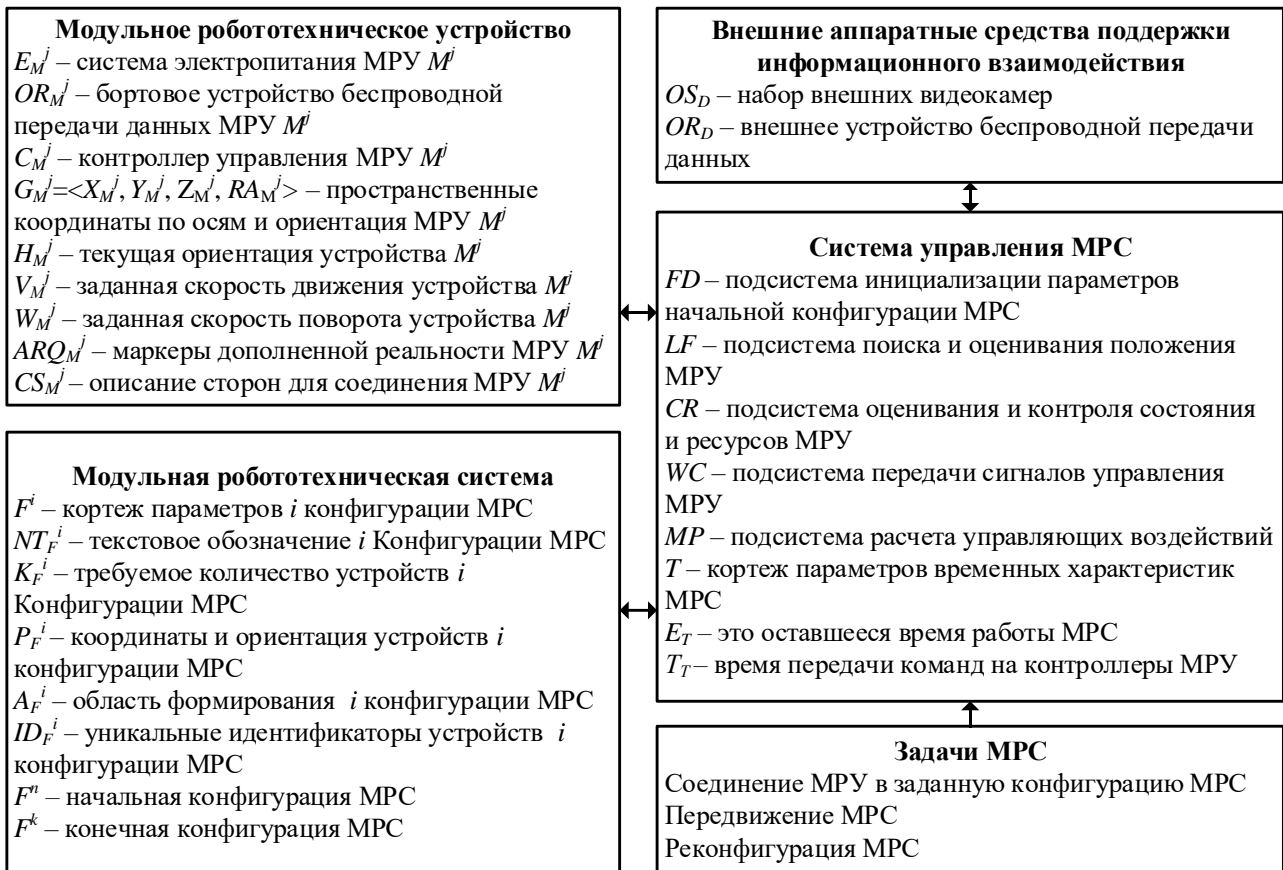 Модульное робототехническое устройство
E_M^j – система электропитания МРУ M^j
OR_M^j – бортовое устройство беспроводной
передачи данных МРУ M^j
C_M^j – контроллер управления МРУ M^j
G_M^j=<X_M^j, Y_M^j, Z_M^j, RA_M^j> – пространственные
координаты по осям и ориентация МРУ M^j
H_M^j – текущая ориентация устройства M^j
V_M^j – заданная скорость движения устройства M^j
W_M^j – заданная скорость поворота устройства M^j
ARQ_M^j – маркеры дополненной реальности МРУ M^j
CS_M^j – описание сторон для соединения МРУ M^j
Модульная робототехническая система
F^i – кортеж параметров i конфигурации МРС
NT_F^i – текстовое обозначение i Конфигурации МРС
K_F^i – требуемое количество устройств i
Конфигурации МРС
P_F^i – координаты и ориентация устройств i
конфигурации МРС
A_F^i – область формирования i конфигурации МРС
ID_F^i – уникальные идентификаторы устройств i
конфигурации МРС
F^n – начальная конфигурация МРС
F^k – конечная конфигурация МРС
Внешние аппаратные средства поддержки
информационного взаимодействия
OS_D – набор внешних видеокамер
OR_D – внешнее устройство беспроводной передачи
данных
Система управления МРС
FD – подсистема инициализации параметров
начальной конфигурации МРС
LF – подсистема поиска и оценивания положения
МРУ
CR – подсистема оценивания и контроля состояния
и ресурсов МРУ
WC – подсистема передачи сигналов управления
МРУ
MP – подсистема расчета управляющих воздействий
T – кортеж параметров временных характеристик
МРС
E_T – это оставшееся время работы МРС
T_T – время передачи команд на контроллеры МРУ
Задачи МРС
Соединение МРУ в заданную конфигурацию МРС
Передвижение МРС
Реконфигурация МРС